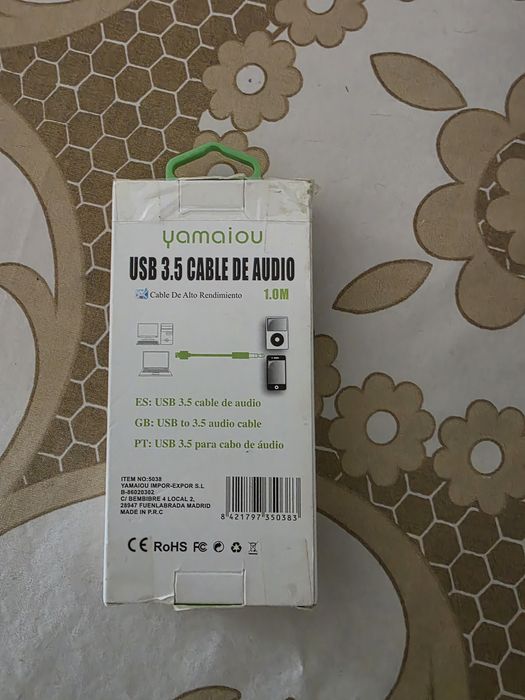 yamaiou
USB 3.5 CABLE DE AUDIO
Cable De Alto Rendimiento 1.0M
ES: USB 3.5 cable de audio
GB: USB to 3.5 audio cable
PT: USB 3.5 para cabo de áudio
ITEM NO:5038
YAMAIOU IMPOR-EXPOR S.L
B-86020302
C/ BEMBIBRE 4 LOCAL 2,
28947 FUENLABRADA MADRID
MADE IN P.R.C
8 421797 350383
CE RoHS FC